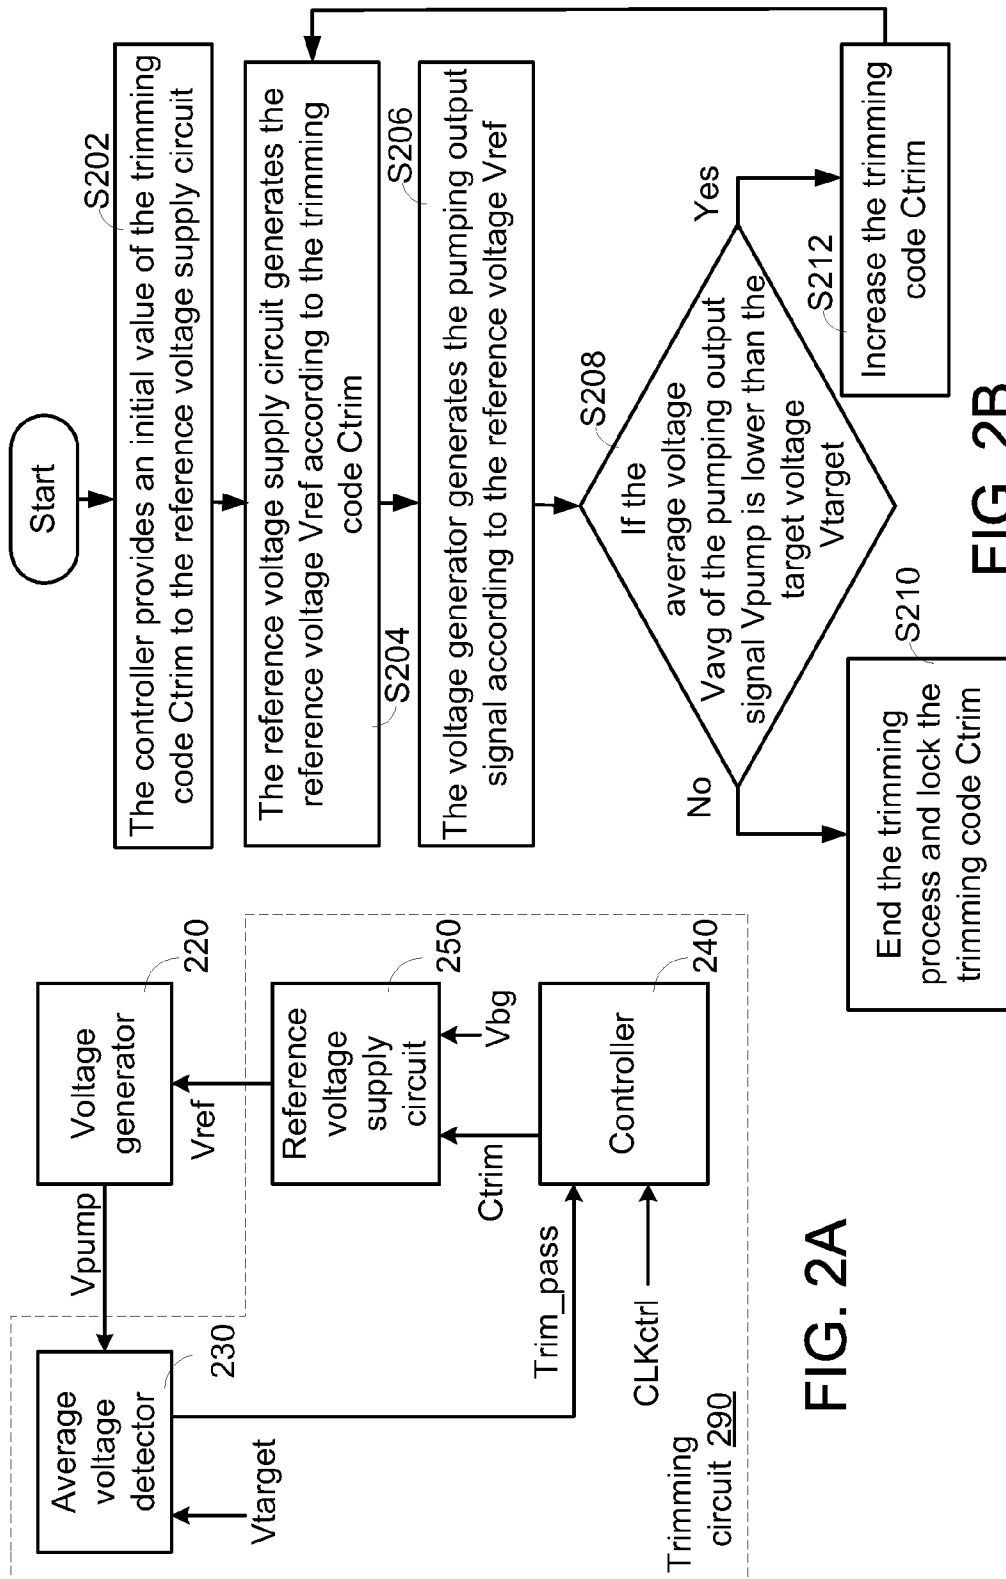 Average
voltage
detector
230
Vtarget
Vpump
Voltage
generator
220
Vref
Reference
voltage
supply
circuit
250
Vbg
Ctrim
Controller
240
Trim_pass
CLKctrl
Trimming
circuit 290
FIG. 2A
Start
S202
The controller provides an initial value of the trimming
code Ctrim to the reference voltage supply circuit
The reference voltage supply circuit generates the
reference voltage Vref according to the trimming
code Ctrim
S204
S206
The voltage generator generates the pumping output
signal according to the reference voltage Vref
S208
If the
average voltage
Vavg of the pumping output
signal Vpump is lower than the
target voltage
Vtarget
No
Yes
S210
End the trimming
process and lock the
trimming code Ctrim
S212
Increase the trimming
code Ctrim
FIG. 2B